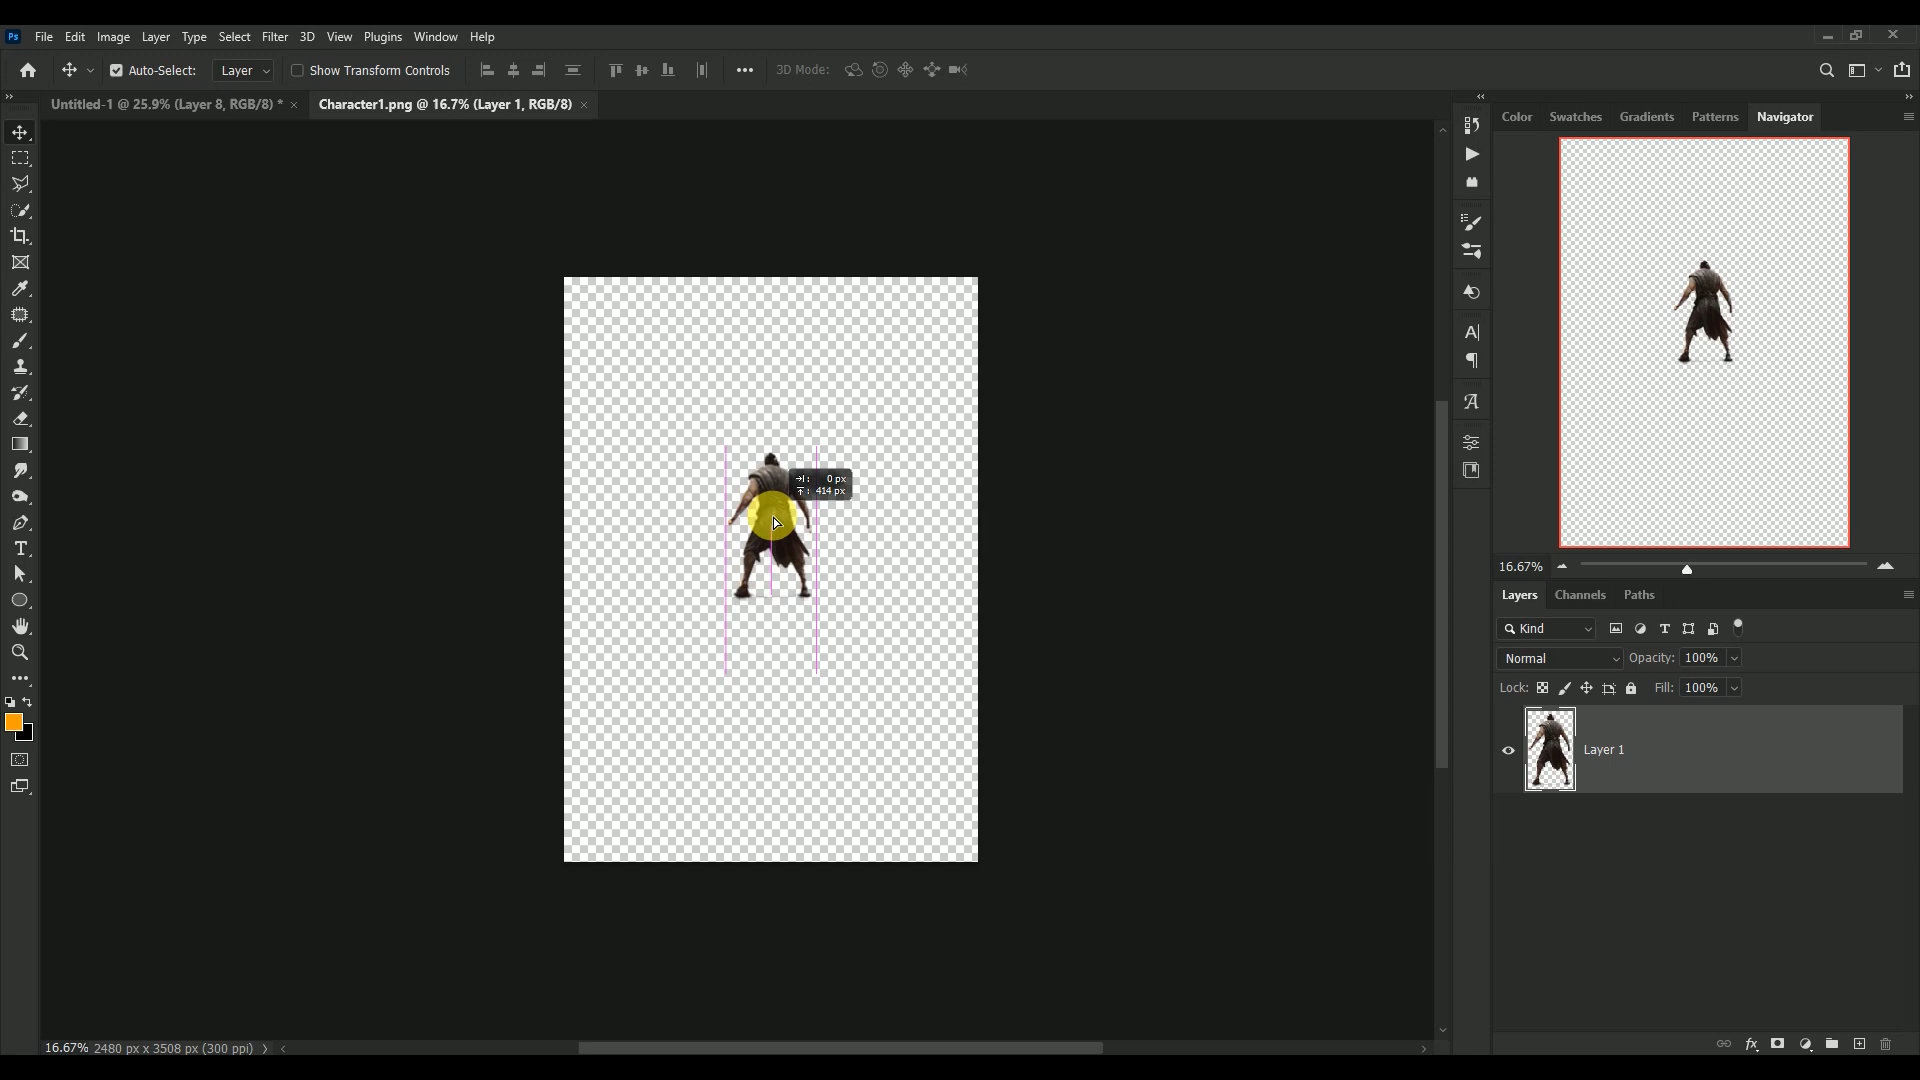 Ps File Edit Image Layer Type Select Filter 3D View Plugins Window Help
Auto-Select: Layer Show Transform Controls 3D Mode:
Untitled-1 @ 25.9% (Layer 8, RGB/8) * Character1.png @ 16.7% (Layer 1, RGB/8)
Color Swatches Gradients Patterns Navigator
0 px
414 px
16.67%
Layers Channels Paths
Kind
Normal Opacity: 100%
Lock: Fill: 100%
Layer 1
16.67% 2480 px x 3508 px (300 ppi)